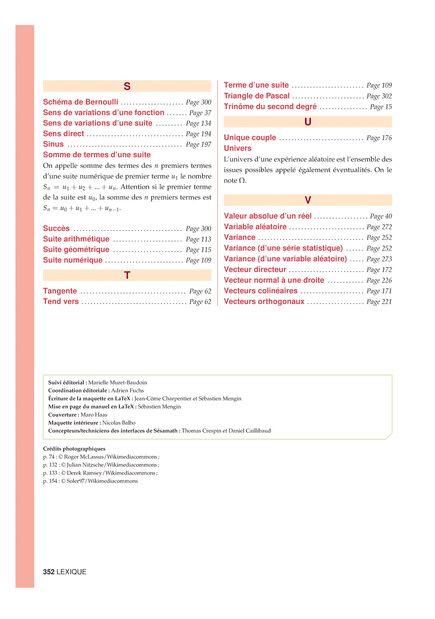 S
Schéma de Bernoulli ..................... Page 300
Sens de variations d'une fonction ....... Page 37
Sens de variations d'une suite ......... Page 134
Sens direct ................................ Page 194
Sinus ...................................... Page 197
Somme de termes d'une suite
On appelle somme des termes des n premiers termes
d'une suite numérique de premier terme u₁ le nombre
Sₙ = u₁ + u₂ + ... + uₙ. Attention si le premier terme
de la suite est u₀, la somme des n premiers termes est
Sₙ = u₀ + u₁ + ... + uₙ₋₁.
Succès .................................... Page 300
Suite arithmétique ....................... Page 113
Suite géométrique ....................... Page 115
Suite numérique .......................... Page 109
T
Tangente ................................... Page 62
Tend vers ................................... Page 62
Terme d'une suite ........................ Page 109
Triangle de Pascal ........................ Page 302
Trinôme du second degré ................ Page 15
U
Unique couple ............................ Page 176
Univers
L'univers d'une expérience aléatoire est l'ensemble des
issues possibles appelé également éventualités. On le
note Ω.
V
Valeur absolue d'un réel .................. Page 40
Variable aléatoire ......................... Page 272
Variance ................................... Page 252
Variance (d'une série statistique) ...... Page 252
Variance (d'une variable aléatoire) ..... Page 273
Vecteur directeur ......................... Page 172
Vecteur normal à une droite ............ Page 226
Vecteurs colinéaires ..................... Page 171
Vecteurs orthogonaux ................... Page 221
Suivi éditorial : Marielle Muret-Baudoin
Coordination éditoriale : Adrien Fuchs
Écriture de la maquette en LaTeX : Jean-Côme Charpentier et Sébastien Mengin
Mise en page du manuel en LaTeX : Sébastien Mengin
Couverture : Maro Haas
Maquette intérieure : Nicolas Balbo
Concepteurs/techniciens des interfaces de Sésamath : Thomas Crespin et Daniel Caillibaud
Crédits photographiques
p. 74 : © Roger McLassus/Wikimediacommons ;
p. 132 : © Julian Nitzsche/Wikimediacommons ;
p. 133 : © Derek Ramsey/Wikimediacommons ;
p. 154 : © Soler97/Wikimediacommons
352 LEXIQUE